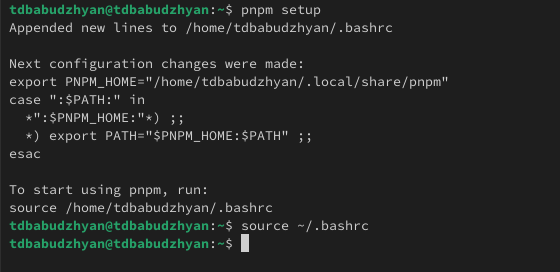 tdbabudzhyan@tdbabudzhyan:~$ pnpm setup
Appended new lines to /home/tdbabudzhyan/.bashrc

Next configuration changes were made:
export PNPM_HOME="/home/tdbabudzhyan/.local/share/pnpm"
case ":$PATH:" in
  *":$PNPM_HOME:"*) ;;
  *) export PATH="$PNPM_HOME:$PATH" ;;
esac

To start using pnpm, run:
source /home/tdbabudzhyan/.bashrc
tdbabudzhyan@tdbabudzhyan:~$ source ~/.bashrc
tdbabudzhyan@tdbabudzhyan:~$